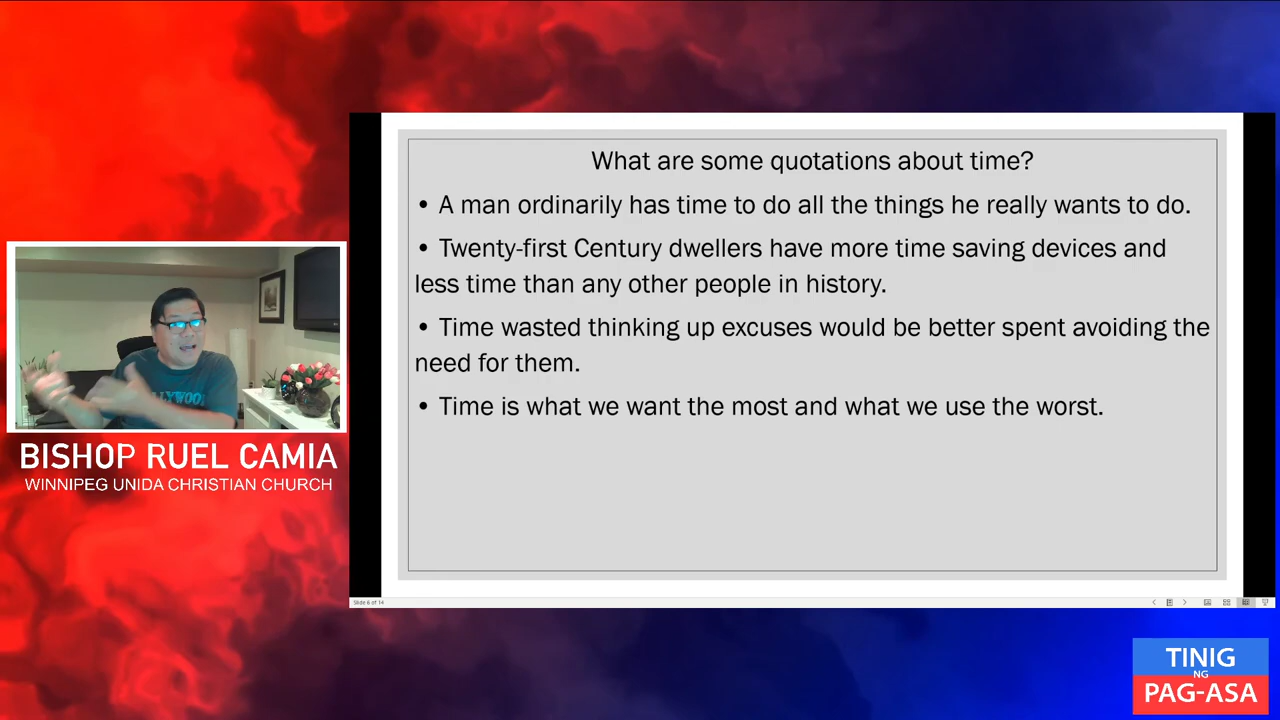 What are some quotations about time?
• A man ordinarily has time to do all the things he really wants to do.
• Twenty-first Century dwellers have more time saving devices and
less time than any other people in history.
• Time wasted thinking up excuses would be better spent avoiding the
need for them.
• Time is what we want the most and what we use the worst.
Slide 6 of 14
BISHOP RUEL CAMIA
WINNIPEG UNIDA CHRISTIAN CHURCH
TINIG
NG
PAG-ASA